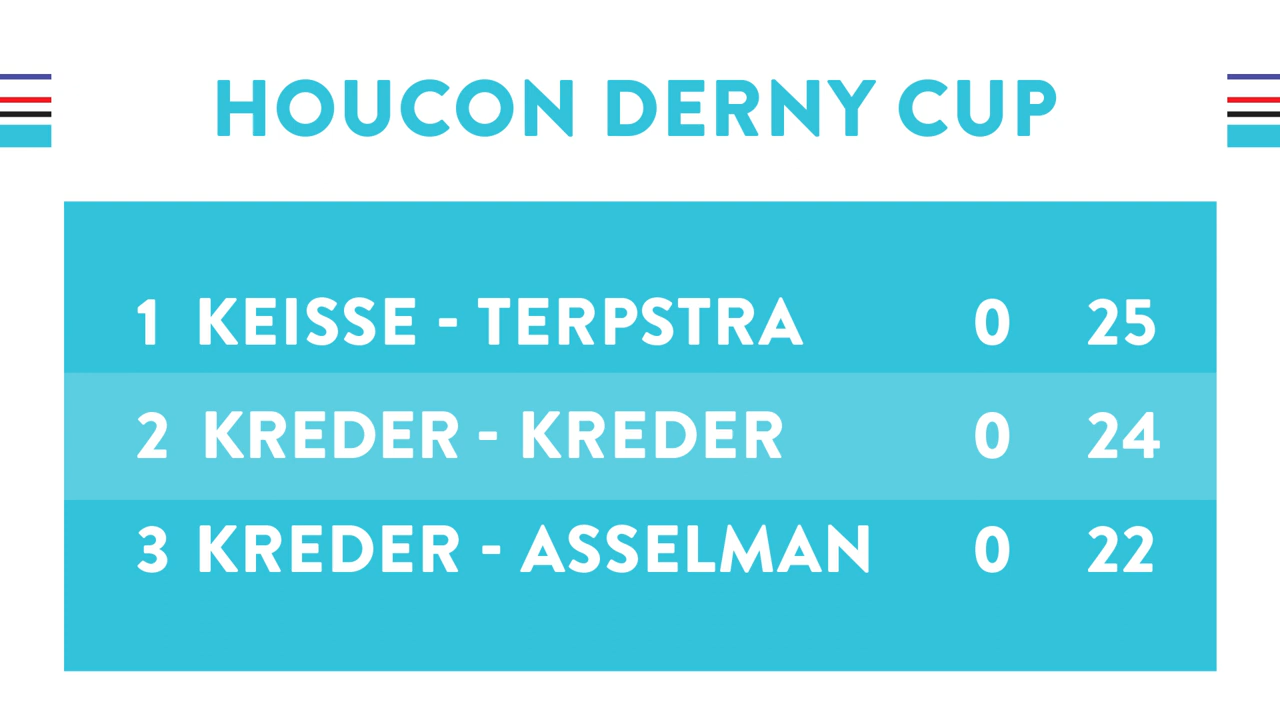 HOUCON DERNY CUP
1 KEISSE - TERPSTRA 0 25
2 KREDER - KREDER 0 24
3 KREDER - ASSELMAN 0 22